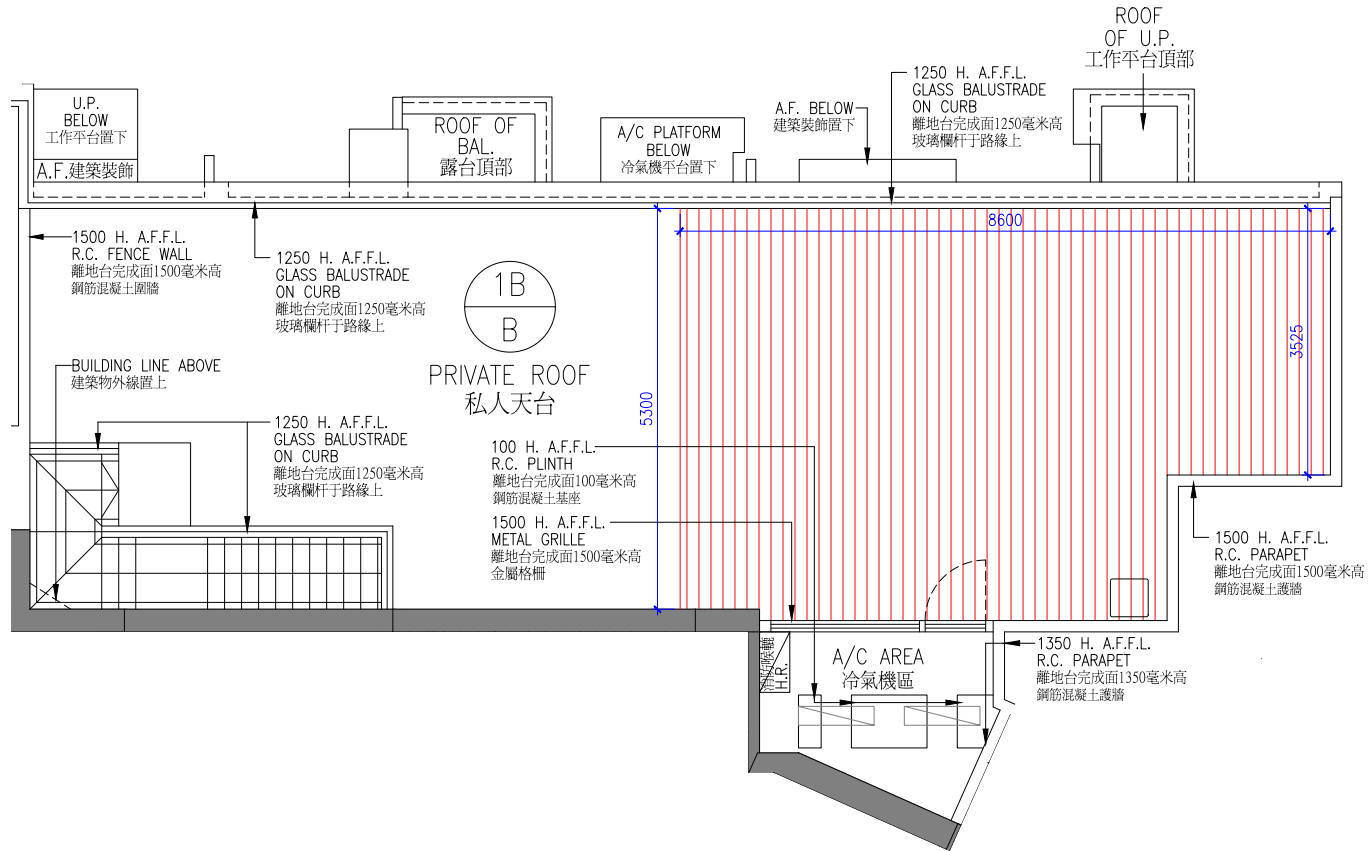 ROOF
OF U.P.
工作平台頂部
1250 H. A.F.F.L.
GLASS BALUSTRADE
ON CURB
離地台完成面1250毫米高
玻璃欄杆于路緣上
U.P.
BELOW
工作平台置下
A.F.建築裝飾
ROOF OF
BAL.
露台頂部
A/C PLATFORM
BELOW
冷氣機平台置下
A.F. BELOW
建築裝飾置下
8600
1500 H. A.F.F.L.
R.C. FENCE WALL
離地台完成面1500毫米高
鋼筋混凝土圍牆
1250 H. A.F.F.L.
GLASS BALUSTRADE
ON CURB
離地台完成面1250毫米高
玻璃欄杆于路緣上
1B
B
PRIVATE ROOF
私人天台
3525
5300
BUILDING LINE ABOVE
建築物外線置上
1250 H. A.F.F.L.
GLASS BALUSTRADE
ON CURB
離地台完成面1250毫米高
玻璃欄杆于路緣上
100 H. A.F.F.L.
R.C. PLINTH
離地台完成面100毫米高
鋼筋混凝土基座
1500 H. A.F.F.L.
METAL GRILLE
離地台完成面1500毫米高
金屬格柵
1500 H. A.F.F.L.
R.C. PARAPET
離地台完成面1500毫米高
鋼筋混凝土護牆
消防喉轆
H.R.
A/C AREA
冷氣機區
1350 H. A.F.F.L.
R.C. PARAPET
離地台完成面1350毫米高
鋼筋混凝土護牆